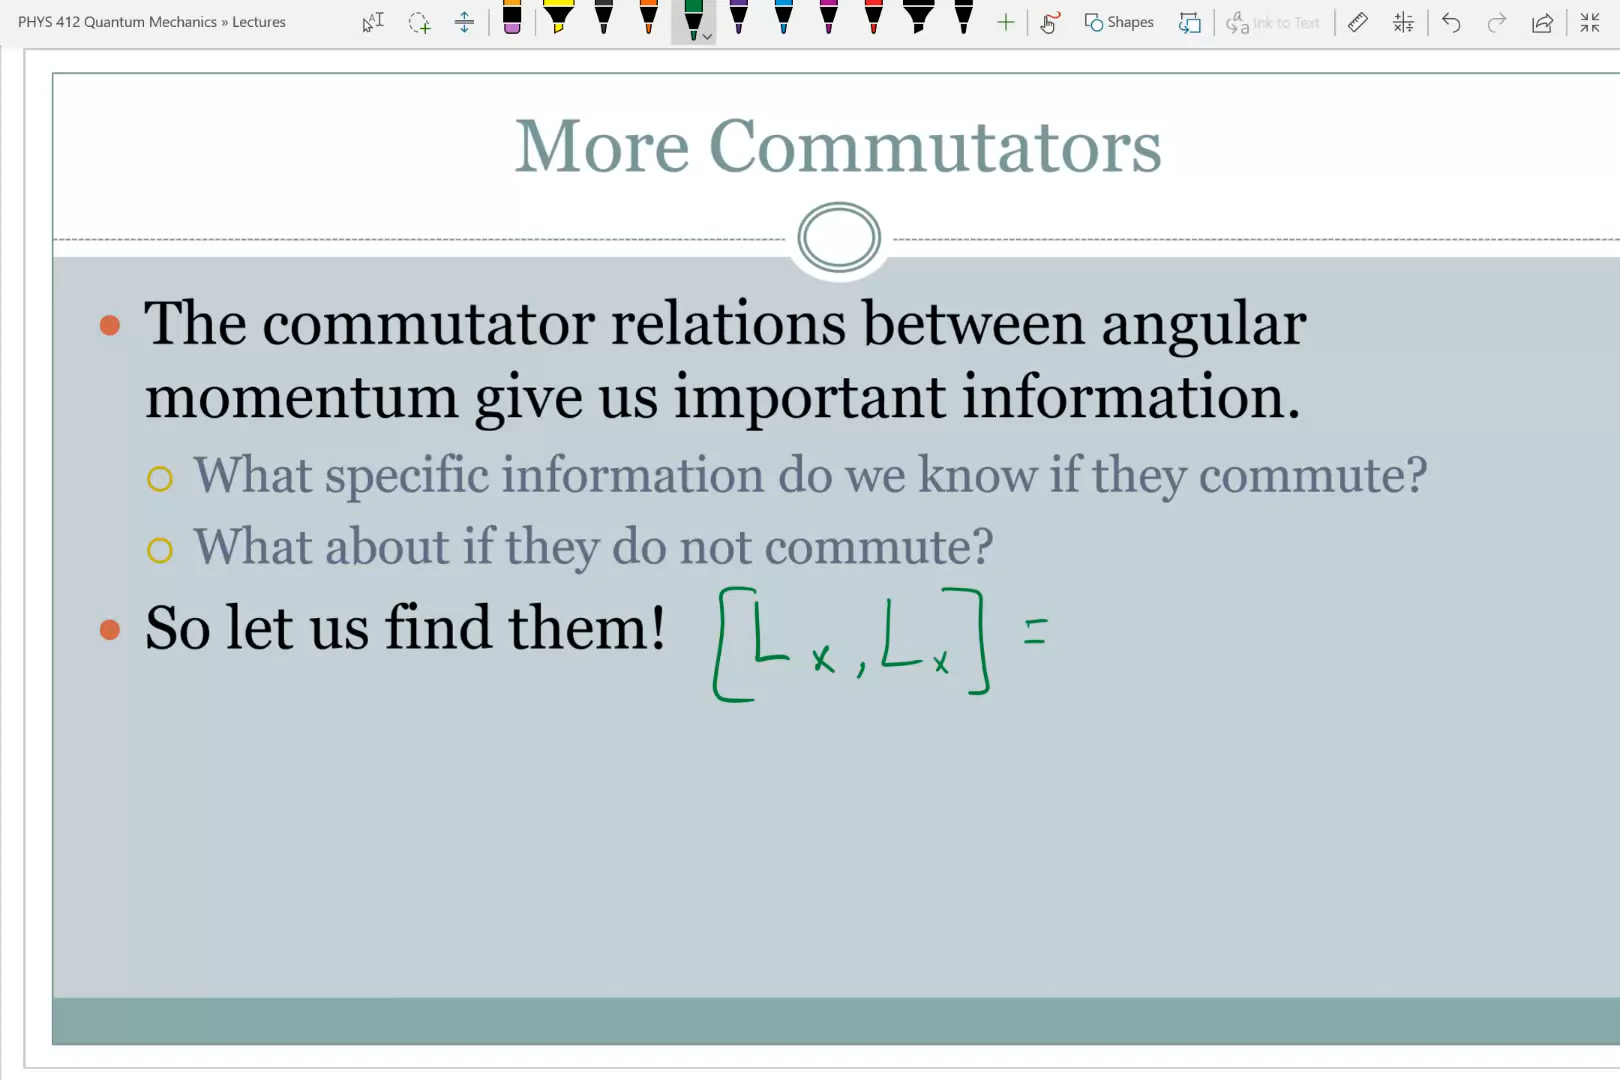 PHYS 412 Quantum Mechanics » Lectures
Shapes
Ink to Text
More Commutators
• The commutator relations between angular
momentum give us important information.
○ What specific information do we know if they commute?
○ What about if they do not commute?
• So let us find them! [Lₓ, Lₓ] =